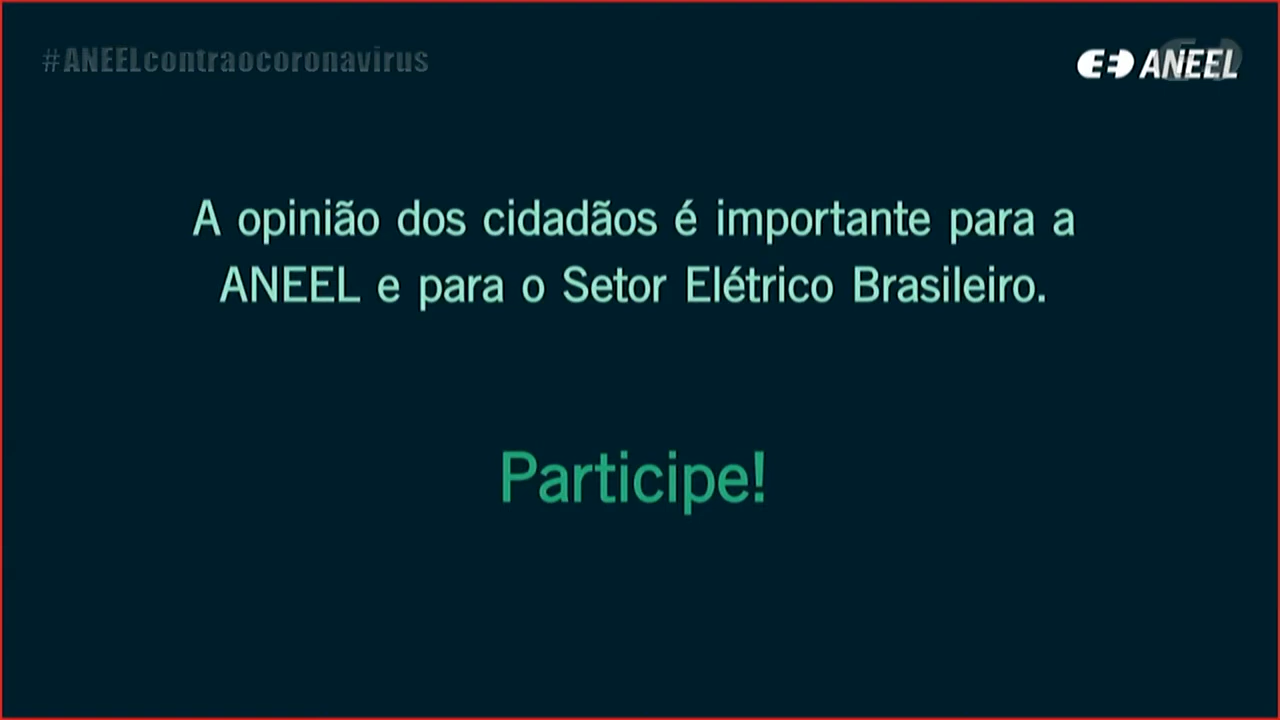 #ANEELcontraocoronavirus
ANEEL
A opinião dos cidadãos é importante para a
ANEEL e para o Setor Elétrico Brasileiro.
Participe!